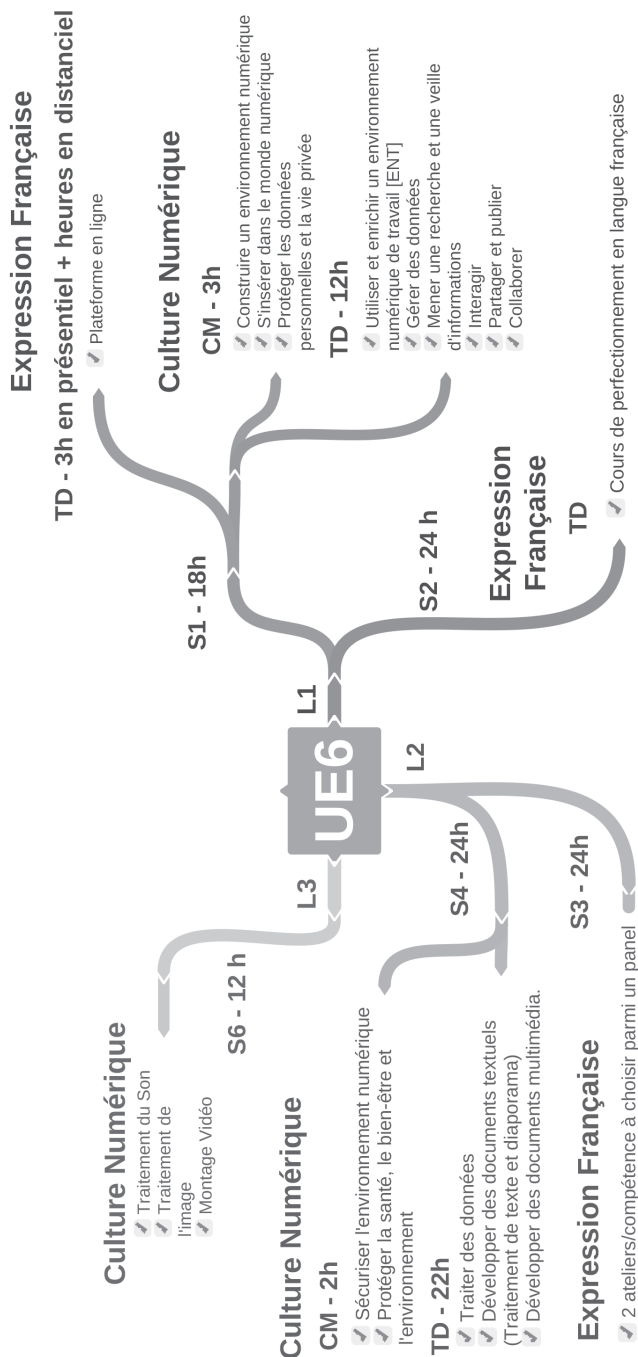 UE6
L1
S1 - 18h
Expression Française
TD - 3h en présentiel + heures en distanciel
Plateforme en ligne
Culture Numérique
CM - 3h
Construire un environnement numérique
S'insérer dans le monde numérique
Protéger les données
personnelles et la vie privée
TD - 12h
Utiliser et enrichir un environnement
numérique de travail [ENT]
Gérer des données
Mener une recherche et une veille
d'informations
Interagir
Partager et publier
Collaborer
S2 - 24 h
Expression
Française
TD
Cours de perfectionnement en langue française
L2
S3 - 24h
Expression Française
2 ateliers/compétence à choisir parmi un panel
S4 - 24h
Culture Numérique
CM - 2h
Sécuriser l'environnement numérique
Protéger la santé, le bien-être et
l'environnement
TD - 22h
Traiter des données
Développer des documents textuels
(Traitement de texte et diaporama)
Développer des documents multimédia.
L3
S6 - 12 h
Culture Numérique
Traitement du Son
Traitement de
l'image
Montage Vidéo